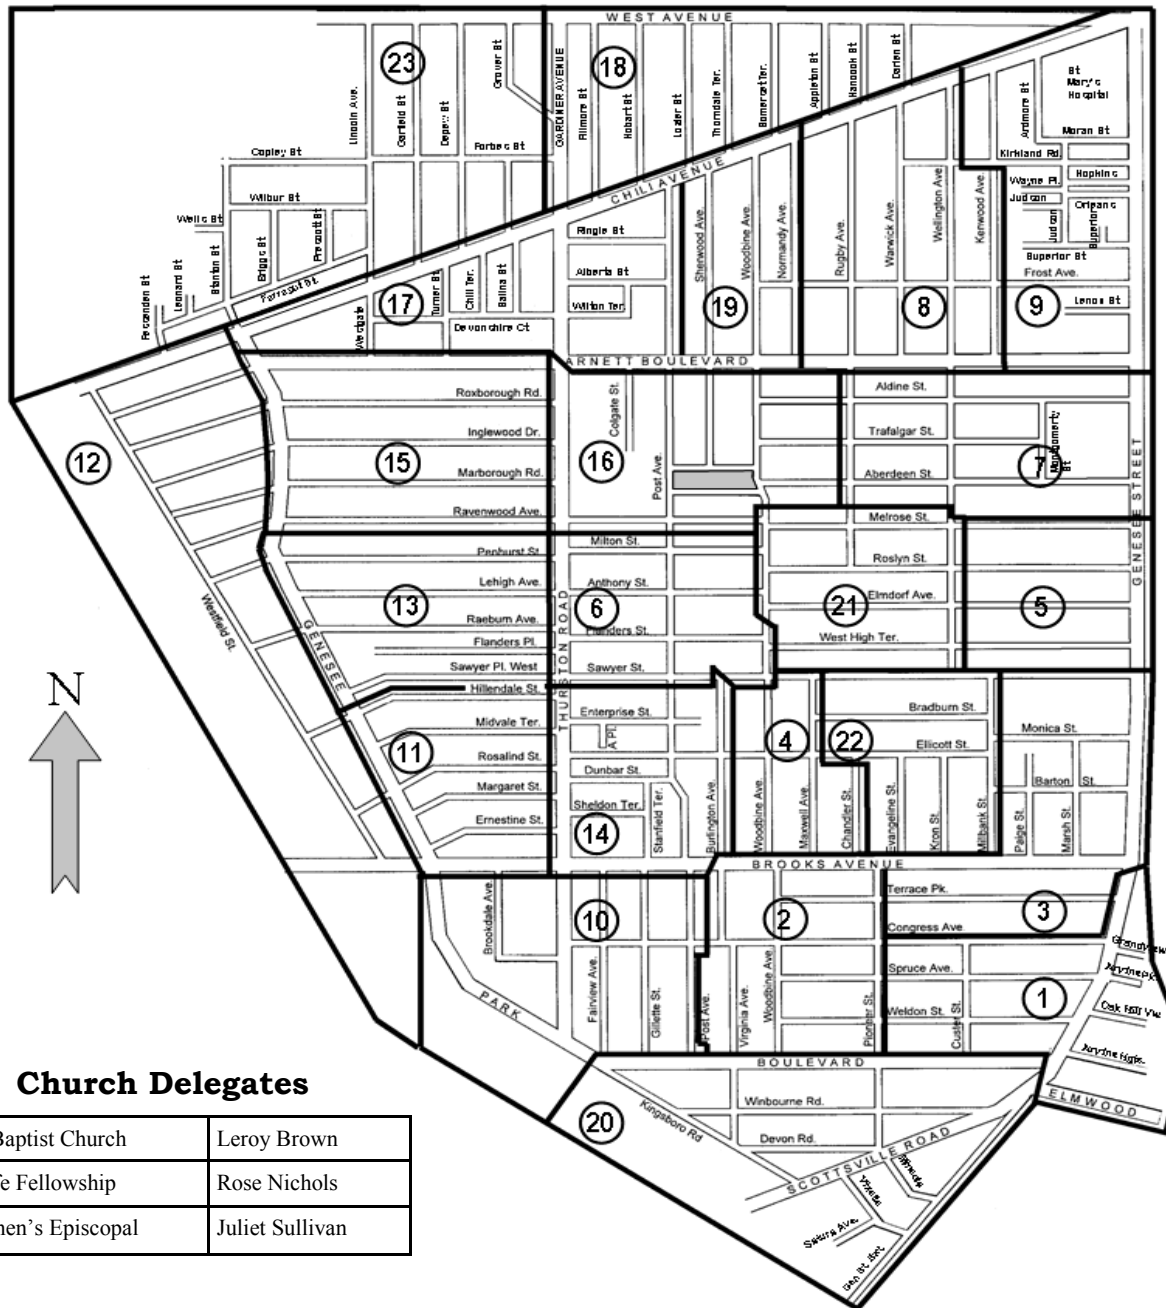 WEST AVENUE
23
18
Lincoln Ave.
Garfield St
Depew St
Grover St
GARDINER AVENUE
Filmore St
Hobart St
Lozier St
Thorndale Ter.
Somerset Ter.
Appleton St
Hancock St
Darien St
Ardmore St
St
Mary's
Hospital
Moran St
Copley St
Forbes St
Kirkland Rd.
Wilbur St
CHILI AVENUE
Wayne Pl.
Hopkins
Judson
Orleans
Wells St
Prescott St
Briggs St
Stanton St
Leonard St
Fessenden St
Farragut St
Ringle St
Sherwood Ave.
Woodbine Ave.
Normandy Ave.
Rugby Ave.
Warwick Ave.
Wellington Ave
Kenwood Ave.
Judson
Superior
Superior St
Alberta St
Frost Ave.
Turner St
Chili Ter.
Balina St
17
Wilton Ter.
19
8
9
Lenox St
Westgate
Devonshire Ct
ARNETT BOULEVARD
Roxborough Rd.
Colgate St.
Aldine St.
Inglewood Dr.
Trafalgar St.
Montgomery
St
12
15
Marborough Rd.
16
Post Ave.
Aberdeen St.
7
GENESEE STREET
Ravenwood Ave.
Melrose St.
Penhurst St.
Milton St.
Roslyn St.
Lehigh Ave.
Anthony St.
13
6
21
Elmdorf Ave.
5
Westfield St.
Raeburn Ave.
THURSTON ROAD
Flanders St.
West High Ter.
GENESEE
Flanders Pl.
Sawyer Pl. West
Sawyer St.
N
Hillendale St.
Enterprise St.
Bradburn St.
Midvale Ter.
A Pl.
Monica St.
11
4
22
Ellicott St.
Rosalind St.
Dunbar St.
Margaret St.
Barton St.
Sheldon Ter.
Stanfield Ter.
Burlington Ave.
Woodbine Ave.
Maxwell Ave.
Chandler St.
Evangeline St.
Kron St.
Millbank St.
Paige St.
Marsh St.
Ernestine St.
14
BROOKS AVENUE
Brookdale Ave
Terrace Pk.
10
2
3
Congress Ave
Grandview
Spruce Ave.
PARK
Fairview Ave.
Gillette St.
Post Ave.
Virginia Ave.
Woodbine Ave.
Pioneer St.
Weldon St.
Custer St.
1
ELMWOOD
BOULEVARD
Church Delegates
Winbourne Rd.
Baptist Church
Leroy Brown
20
Kingsboro Rd
Devon Rd.
Fellowship
Rose Nichols
SCOTTSVILLE ROAD
hen's Episcopal
Juliet Sullivan